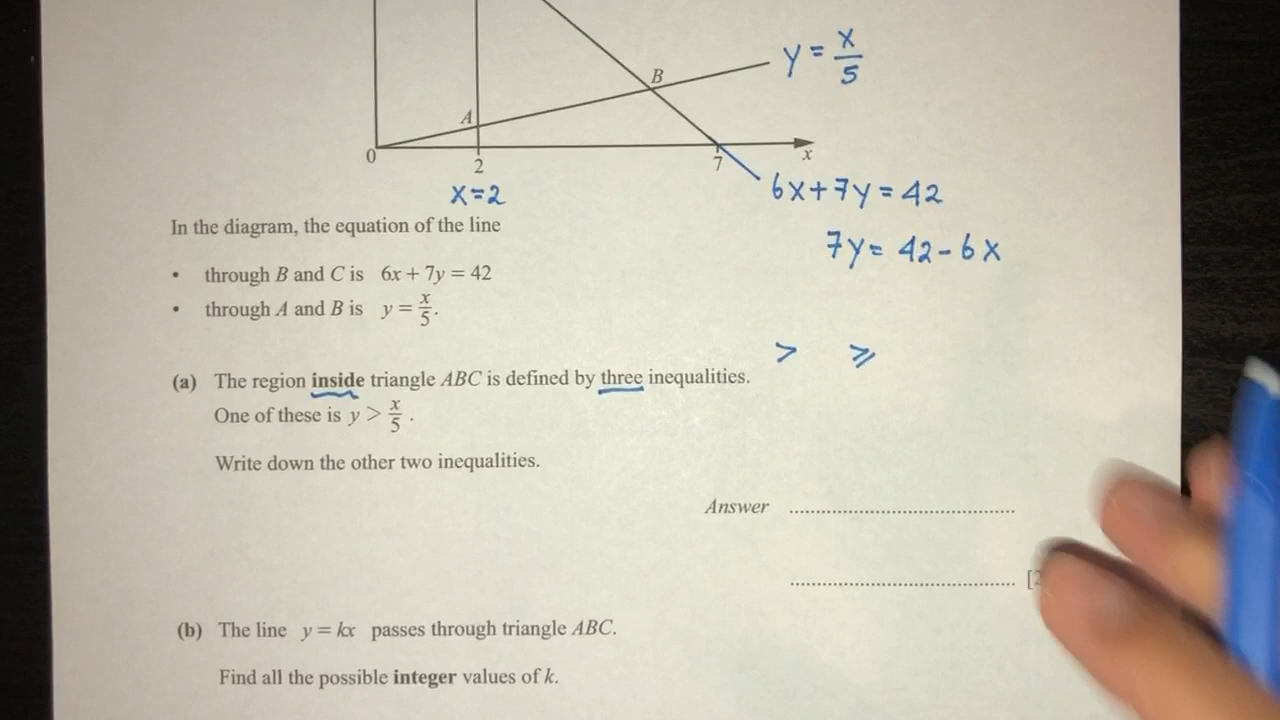 y = x/5
B
A
0
2
7
x
x=2
6x+7y=42
In the diagram, the equation of the line
7y= 42-6x
• through B and C is 6x + 7y = 42
• through A and B is y = x/5.
> ⩾
(a) The region inside triangle ABC is defined by three inequalities.
One of these is y > x/5 .
Write down the other two inequalities.
Answer ........................................
........................................
(b) The line y = kx passes through triangle ABC.
Find all the possible integer values of k.